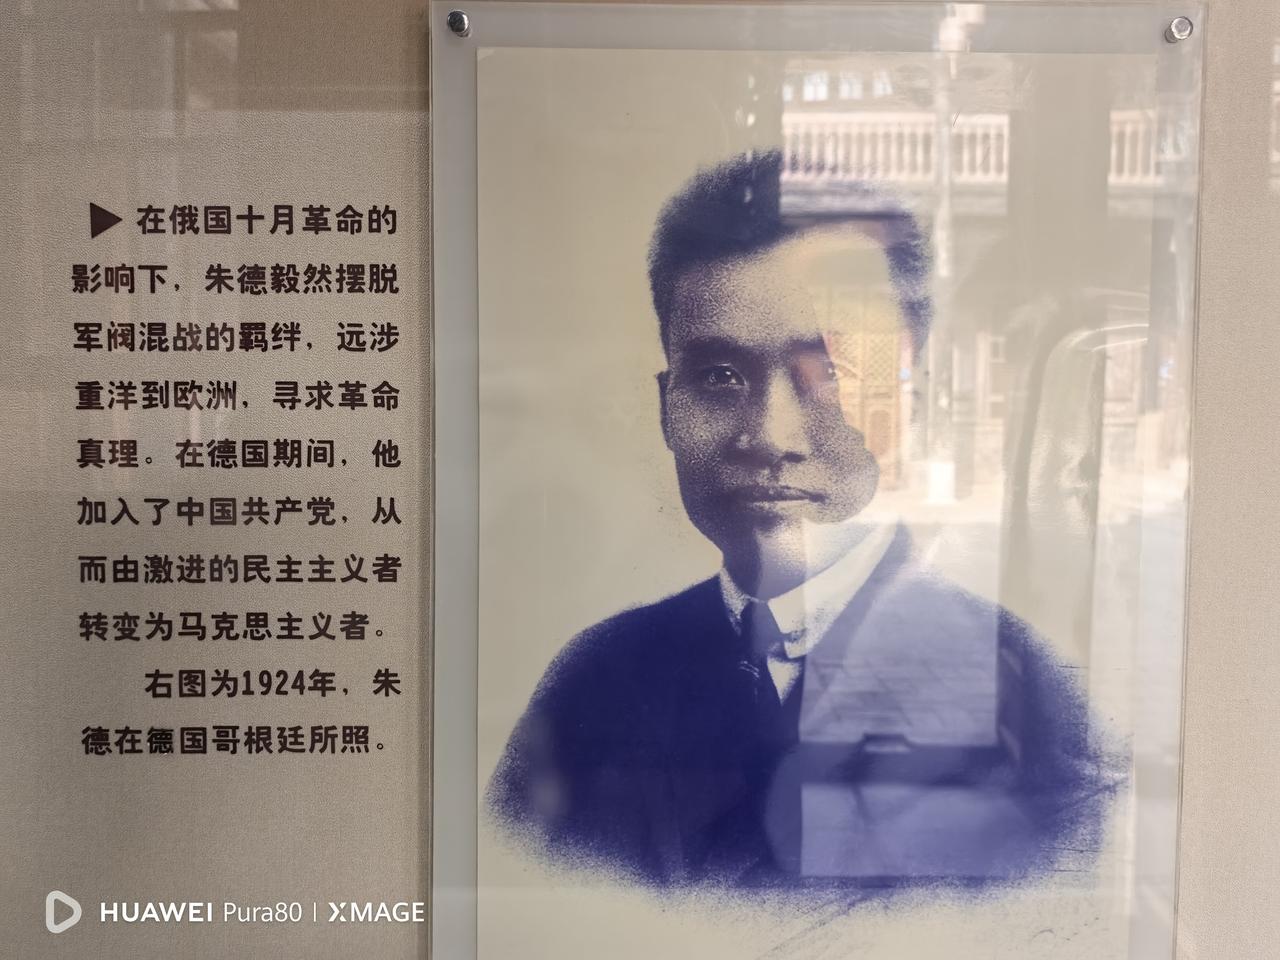 ▶在俄国十月革命的
影响下，朱德毅然摆脱
军阀混战的羁绊，远涉
重洋到欧洲，寻求革命
真理。在德国期间，他
加入了中国共产党，从
而由激进的民主主义者
转变为马克思主义者。
右图为1924年，朱
德在德国哥根廷所照。
HUAWEI Pura80 | XMAGE